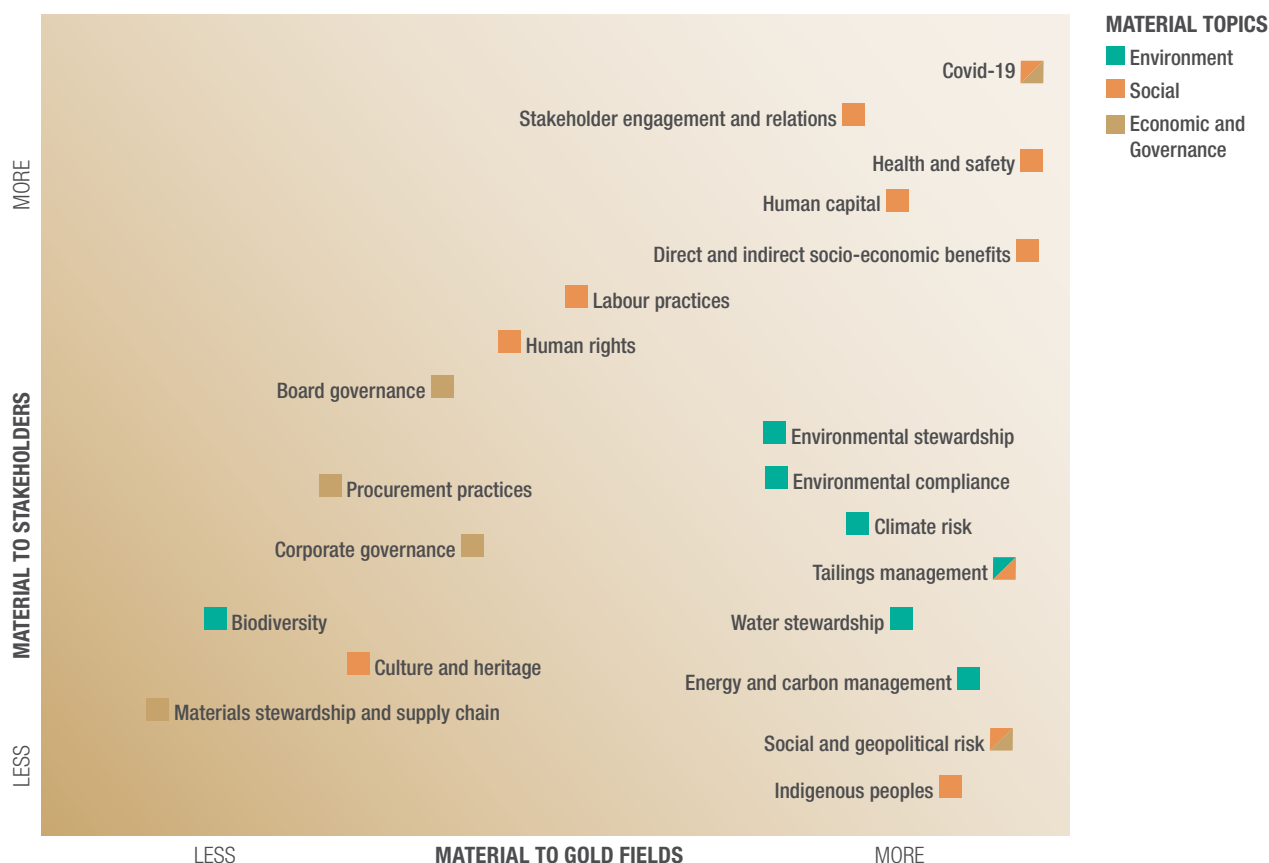 MATERIAL TOPICS
Environment
Social
Economic and
Governance
Covid-19
Stakeholder engagement and relations
Health and safety
Human capital
Direct and indirect socio-economic benefits
Labour practices
Human rights
Board governance
Environmental stewardship
Environmental compliance
Procurement practices
Climate risk
Corporate governance
Tailings management
Biodiversity
Water stewardship
Culture and heritage
Energy and carbon management
Materials stewardship and supply chain
Social and geopolitical risk
Indigenous peoples
MORE
MATERIAL TO STAKEHOLDERS
LESS
LESS
MATERIAL TO GOLD FIELDS
MORE